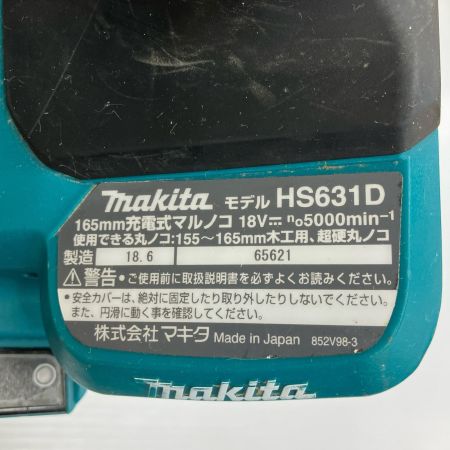 makita モデル HS631D
165mm充電式マルノコ 18V⎓ n₀5000min⁻¹
使用できる丸ノコ:155～165mm木工用、超硬丸ノコ
製造 18.6 65621
⚠警告 •ご使用前に取扱説明書を必ずよくお読みください。
•安全カバーは、絶対に固定したり取り外したりしないでください。
また、円滑に動く事を確認してください。
株式会社マキタ Made in Japan 852V98-3
makita